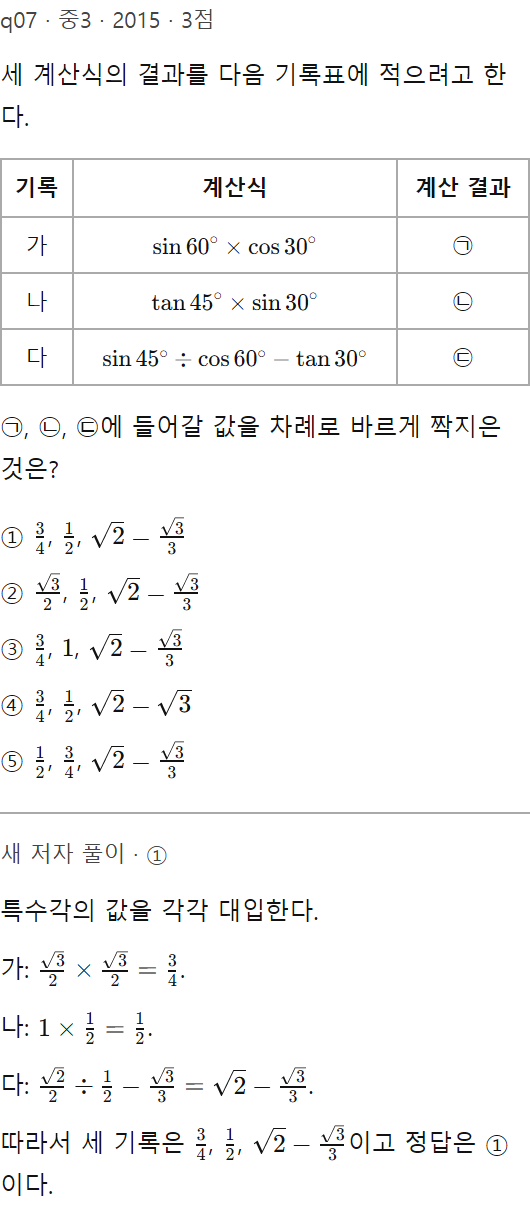 q07 · 중3 · 2015 · 3점
세 계산식의 결과를 다음 기록표에 적으려고 한
다.
기록 계산식 계산 결과
가 sin 60° × cos 30° ㉠
나 tan 45° × sin 30° ㉡
다 sin 45° ÷ cos 60° − tan 30° ㉢
㉠, ㉡, ㉢에 들어갈 값을 차례로 바르게 짝지은
것은?
① 3/4, 1/2, √2 − √3/3
② √3/2, 1/2, √2 − √3/3
③ 3/4, 1, √2 − √3/3
④ 3/4, 1/2, √2 − √3
⑤ 1/2, 3/4, √2 − √3/3
새 저자 풀이 · ①
특수각의 값을 각각 대입한다.
가: √3/2 × √3/2 = 3/4.
나: 1 × 1/2 = 1/2.
다: √2/2 ÷ 1/2 − √3/3 = √2 − √3/3.
따라서 세 기록은 3/4, 1/2, √2 − √3/3이고 정답은 ①
이다.